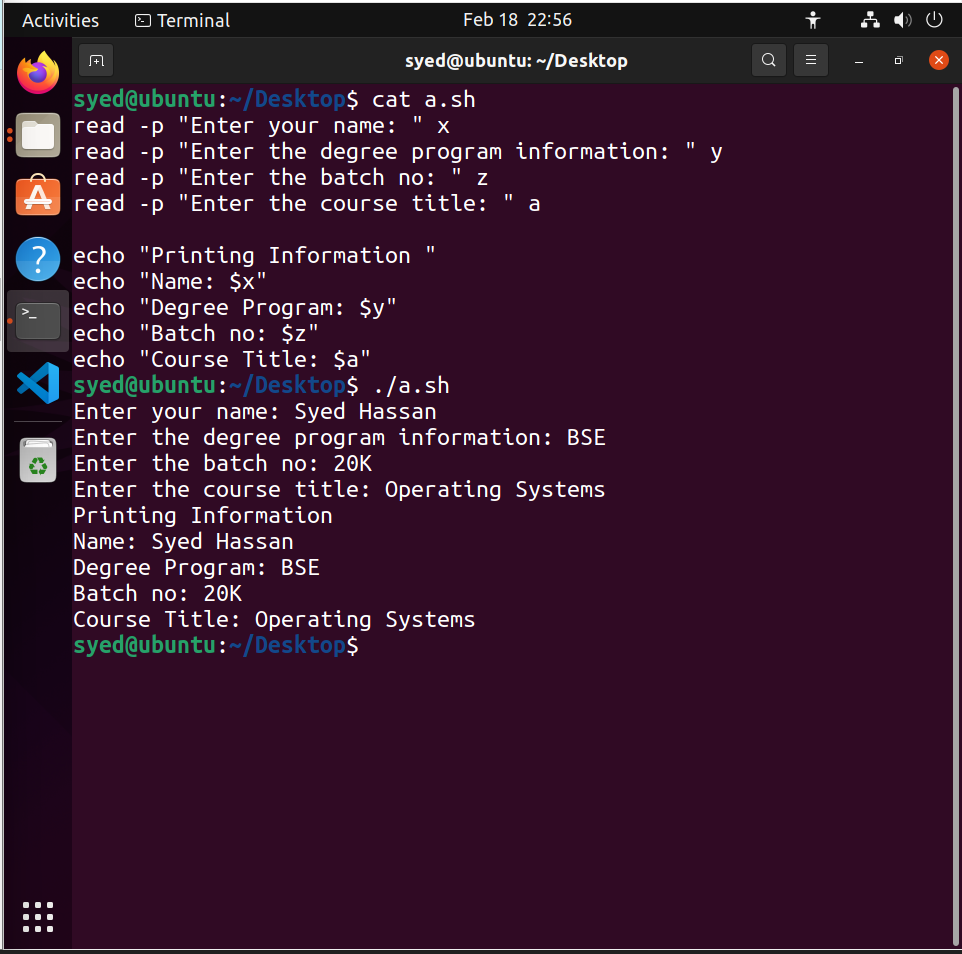 Activities Terminal Feb 18 22:56
syed@ubuntu: ~/Desktop
syed@ubuntu:~/Desktop$ cat a.sh
read -p "Enter your name: " x
read -p "Enter the degree program information: " y
read -p "Enter the batch no: " z
read -p "Enter the course title: " a

echo "Printing Information "
echo "Name: $x"
echo "Degree Program: $y"
echo "Batch no: $z"
echo "Course Title: $a"
syed@ubuntu:~/Desktop$ ./a.sh
Enter your name: Syed Hassan
Enter the degree program information: BSE
Enter the batch no: 20K
Enter the course title: Operating Systems
Printing Information
Name: Syed Hassan
Degree Program: BSE
Batch no: 20K
Course Title: Operating Systems
syed@ubuntu:~/Desktop$